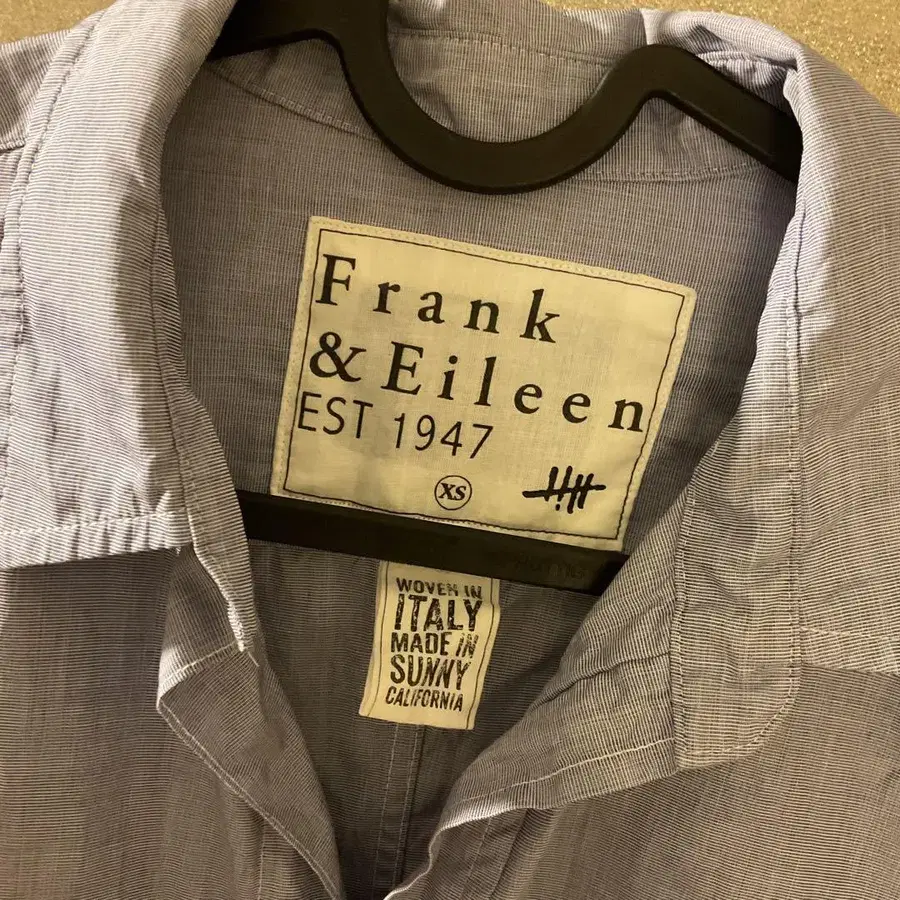 Frank
& Eileen
EST 1947
XS
WOVEN IN
ITALY
MADE IN
SUNNY
CALIFORNIA